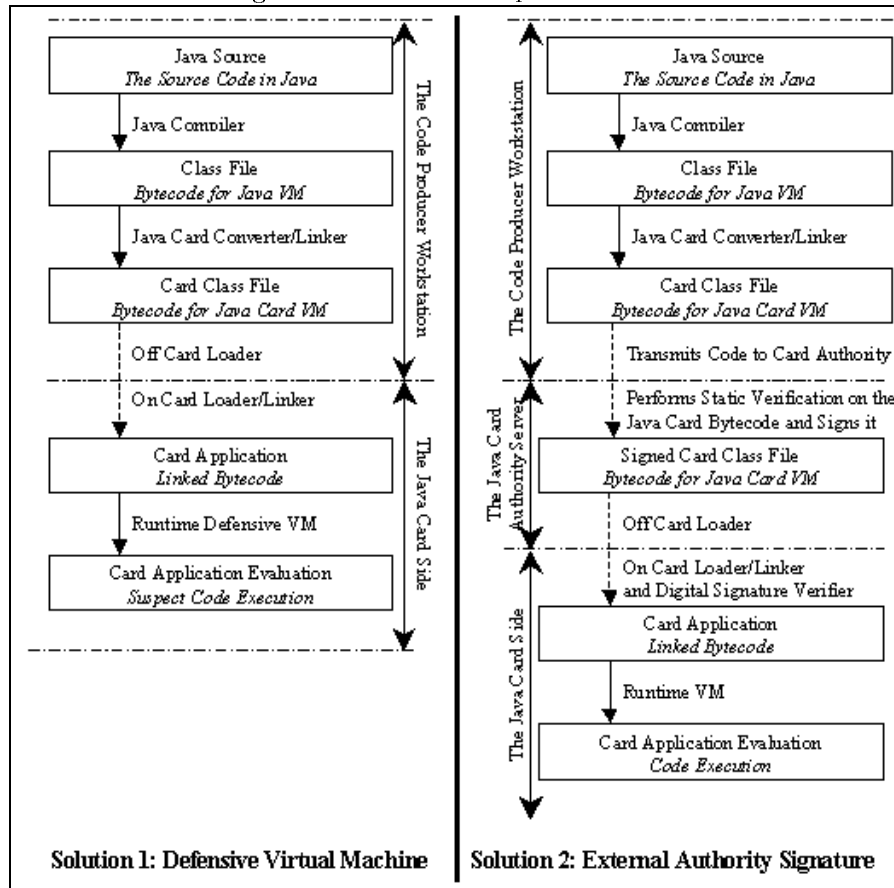 Java Source
The Source Code in Java
Java Compiler
Class File
Bytecode for Java VM
Java Card Converter/Linker
Card Class File
Bytecode for Java Card VM
Off Card Loader
On Card Loader/Linker
Card Application
Linked Bytecode
Runtime Defensive VM
Card Application Evaluation
Suspect Code Execution
The Code Producer Workstation
The Java Card Side
Solution 1: Defensive Virtual Machine
Java Source
The Source Code in Java
Java Compiler
Class File
Bytecode for Java VM
Java Card Converter/Linker
Card Class File
Bytecode for Java Card VM
Transmits Code to Card Authority
Performs Static Verification on the
Java Card Bytecode and Signs it
Signed Card Class File
Bytecode for Java Card VM
Off Card Loader
On Card Loader/Linker
and Digital Signature Verifier
Card Application
Linked Bytecode
Runtime VM
Card Application Evaluation
Code Execution
The Code Producer Workstation
The Java Card
Authority Server
The Java Card Side
Solution 2: External Authority Signature